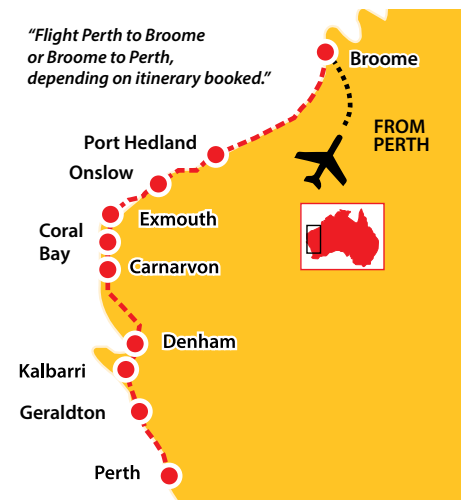 “Flight Perth to Broome
or Broome to Perth,
depending on itinerary booked.”
Broome
FROM
PERTH
Port Hedland
Onslow
Exmouth
Coral
Bay
Carnarvon
Denham
Kalbarri
Geraldton
Perth